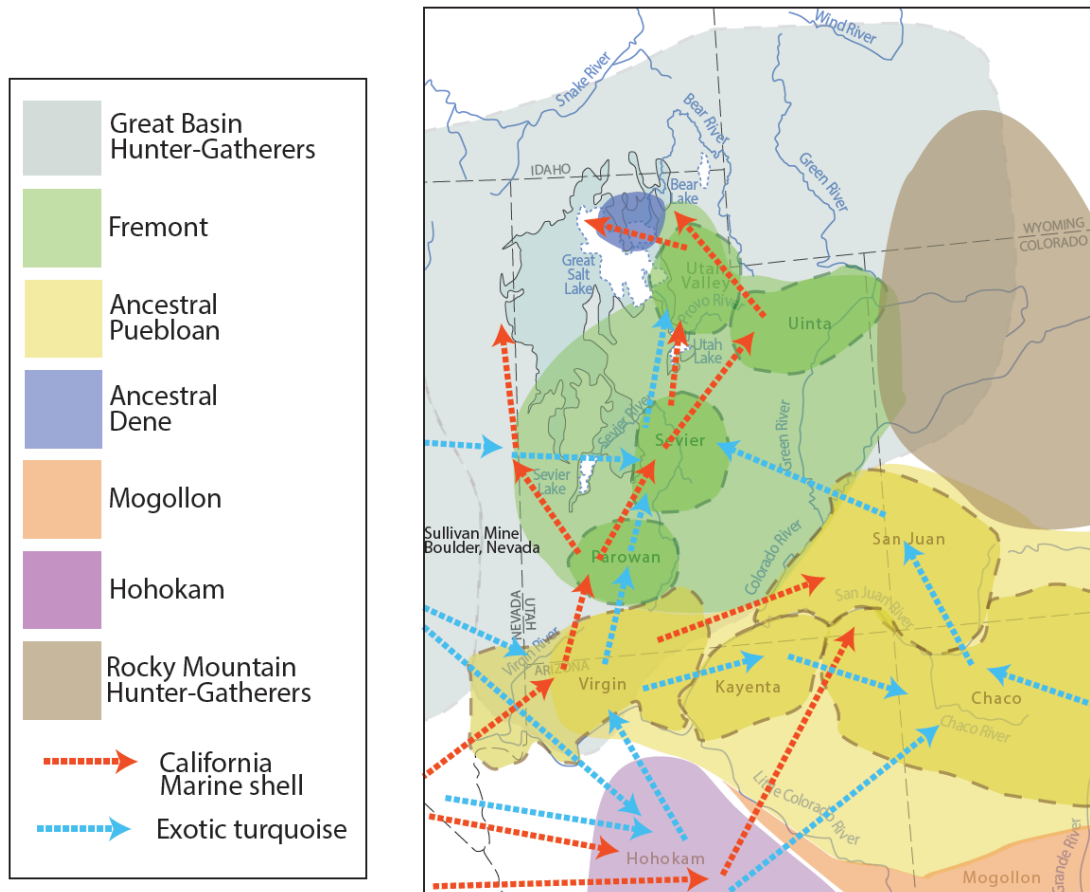 Great Basin
Hunter-Gatherers
Fremont
Ancestral
Puebloan
Ancestral
Dene
Mogollon
Hohokam
Rocky Mountain
Hunter-Gatherers
California
Marine shell
Exotic turquoise
Wind River
Snake River
Bear River
Green River
IDAHO
Bear
Lake
WYOMING
COLORADO
Great
Salt
Lake
Utah
Valley
Provo River
Uinta
Utah
Lake
Sevier River
Sevier
Green River
Sevier
Lake
Sullivan Mine
Boulder, Nevada
Parowan
Colorado River
San Juan
San Juan River
NEVADA
UTAH
Virgin River
ARIZONA
Virgin
Kayenta
Chaco
Chaco River
Little Colorado River
Hohokam
Mogollon
Grande River